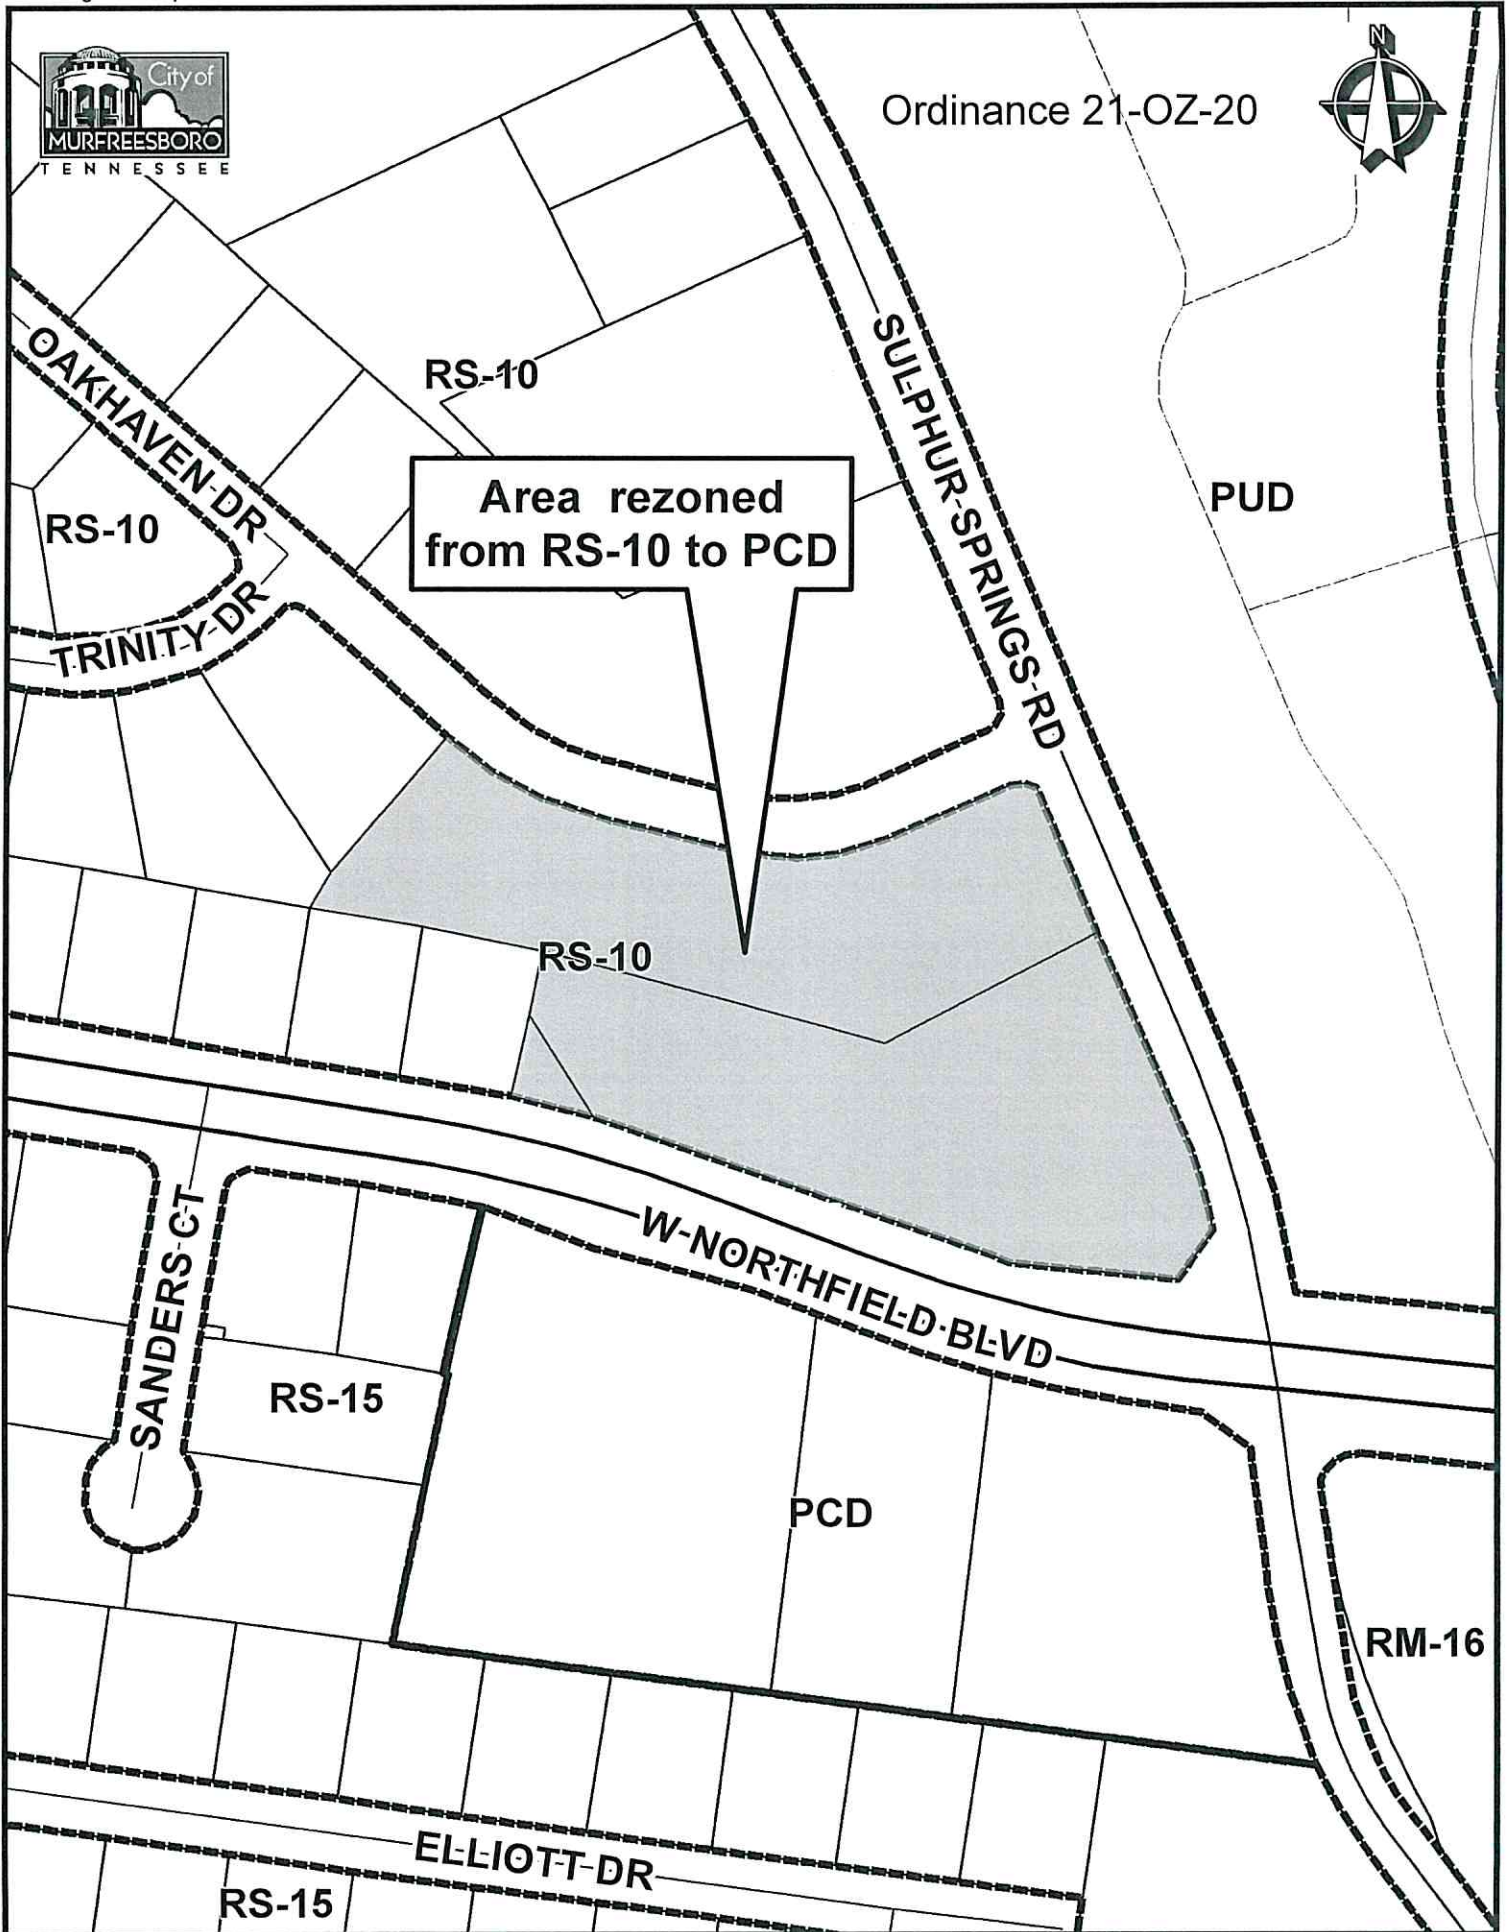 City of
MURFREESBORO
TENNESSEE
Ordinance 21-OZ-20
N
OAKHAVEN DR
RS-10
SULPHUR SPRINGS RD
Area rezoned
from RS-10 to PCD
PUD
RS-10
TRINITY DR
RS-10
W NORTHFIELD BLVD
SANDERS CT
RS-15
PCD
RM-16
ELLIOTT DR
RS-15